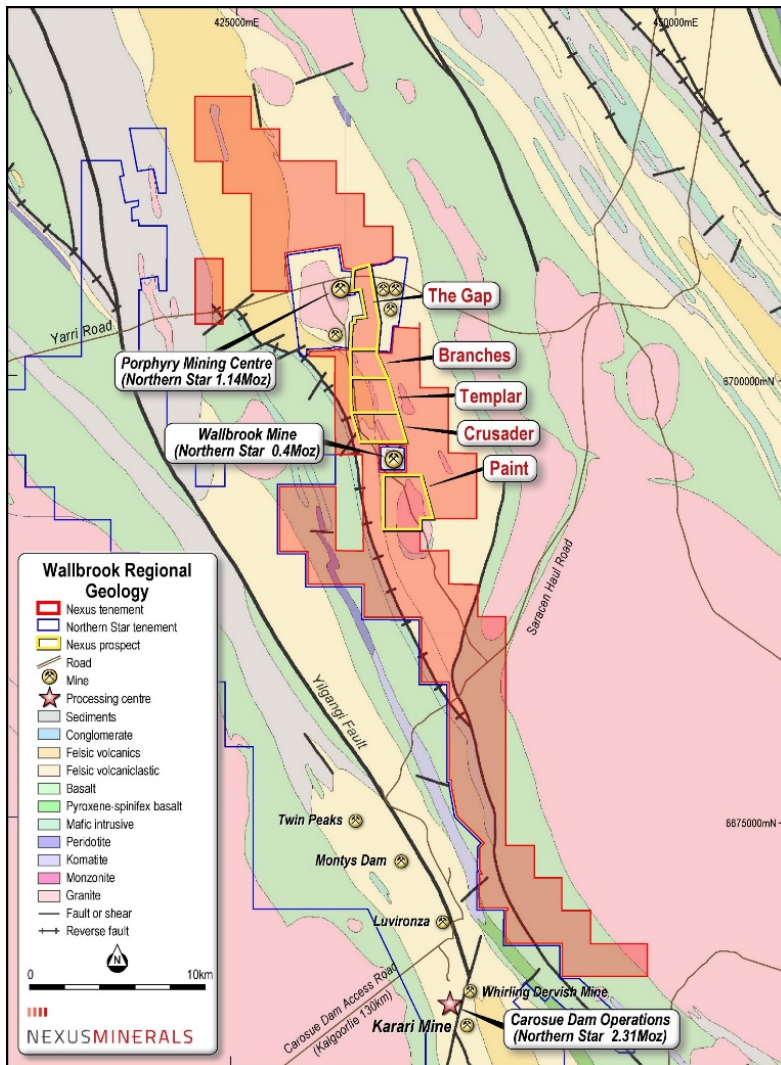 425000mE
450000mE
The Gap
Yarri Road
Branches
Porphyry Mining Centre
(Northern Star 1.14Moz)
6700000mN
Templar
Wallbrook Mine
(Northern Star 0.4Moz)
Crusader
Paint
Saracen Haul Road
Wallbrook Regional
Geology
Nexus tenement
Northern Star tenement
Nexus prospect
Road
Mine
Processing centre
Sediments
Conglomerate
Felsic volcanics
Felsic volcaniclastic
Basalt
Pyroxene-spinifex basalt
Mafic intrusive
Peridotite
Komatite
Monzonite
Granite
Fault or shear
Reverse fault
N
0 10km
NEXUSMINERALS
Yilgangi Fault
Twin Peaks
6675000mN
Montys Dam
Luvironza
Carosue Dam Access Road
(Kalgoorlie 130km)
Whirling Dervish Mine
Karari Mine
Carosue Dam Operations
(Northern Star 2.31Moz)